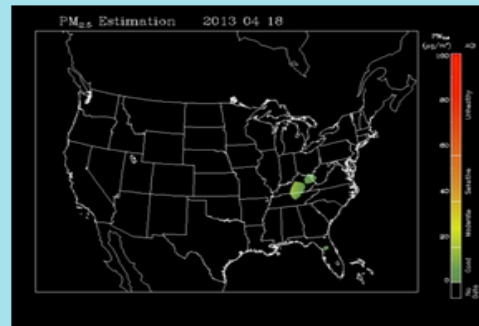 PM2.5 Estimation 2013 04 18
PM2.5 AQI
(µg/m³)
100
80
60
40
20
0
Unhealthy
Sensitive
Moderate
Good
No
Data